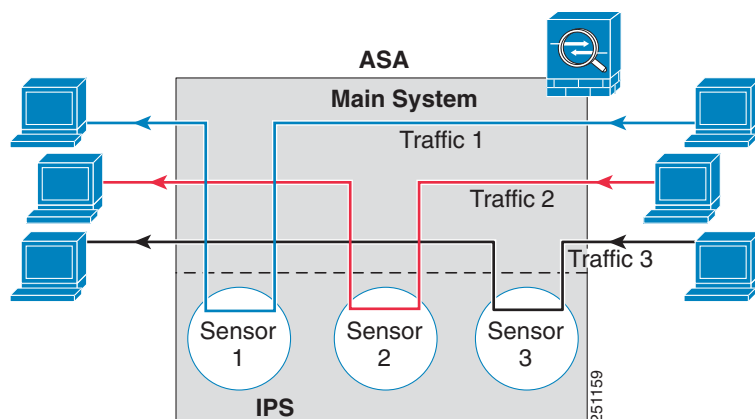 ASA
Main System
Traffic 1
Traffic 2
Traffic 3
Sensor
1
Sensor
2
Sensor
3
IPS
251159